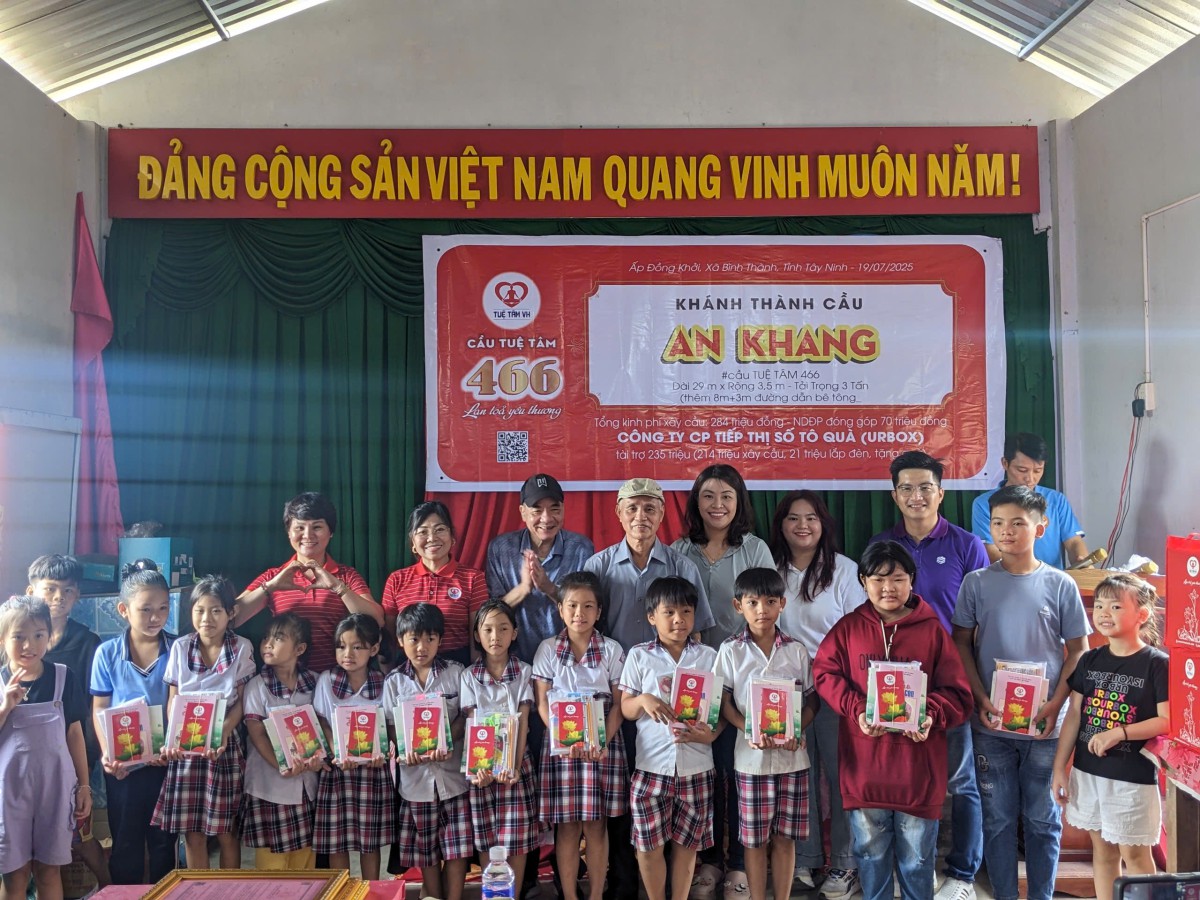 ĐẢNG CỘNG SẢN VIỆT NAM QUANG VINH MUÔN NĂM !
Ấp Đồng Khởi, Xã Bình Thành, Tỉnh Tây Ninh - 19/07/2025
TUỆ TÂM VH
CẦU TUỆ TÂM
466
Lan toả yêu thương
KHÁNH THÀNH CẦU
AN KHANG
#cầu TUỆ TÂM 466
Dài 29 m x Rộng 3,5 m - Tải Trọng 3 Tấn
(thêm 8m+3m đường dẫn bê tông
Tổng kinh phí xây cầu: 284 triệu đồng - NDĐP đóng góp 70 triệu đồng
CÔNG TY CP TIẾP THỊ SỐ TÔ QUÀ (URBOX)
tài trợ 235 triệu (214 triệu xây cầu, 21 triệu lắp đèn, tặng
URBOX